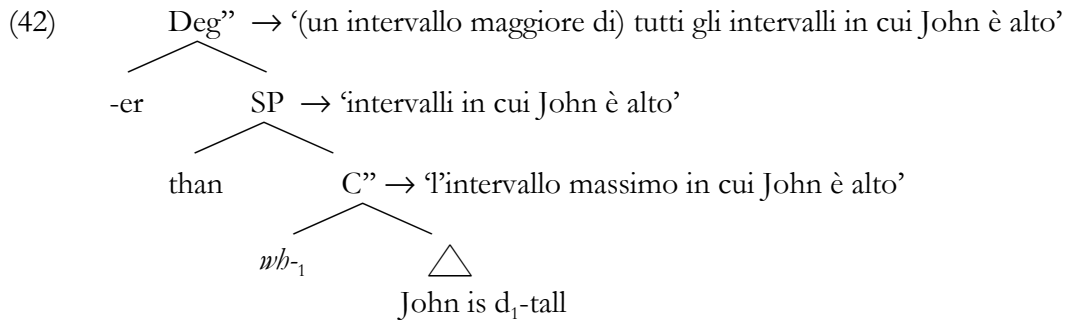 (42) Deg” → ‘(un intervallo maggiore di) tutti gli intervalli in cui John è alto’
-er SP → ‘intervalli in cui John è alto’
than C” → ‘l’intervallo massimo in cui John è alto’
wh-₁
John is d₁-tall